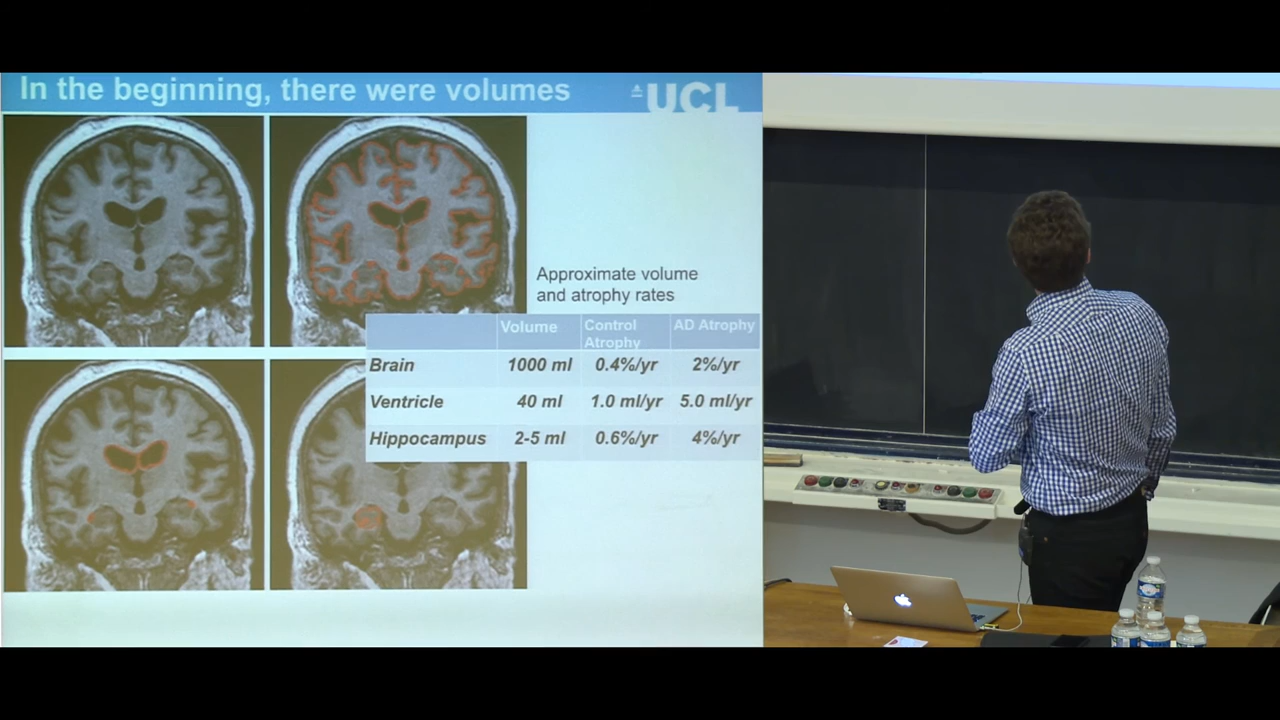 In the beginning, there were volumes
UCL
Approximate volume
and atrophy rates
Volume Control Atrophy AD Atrophy
Brain 1000 ml 0.4%/yr 2%/yr
Ventricle 40 ml 1.0 ml/yr 5.0 ml/yr
Hippocampus 2-5 ml 0.6%/yr 4%/yr